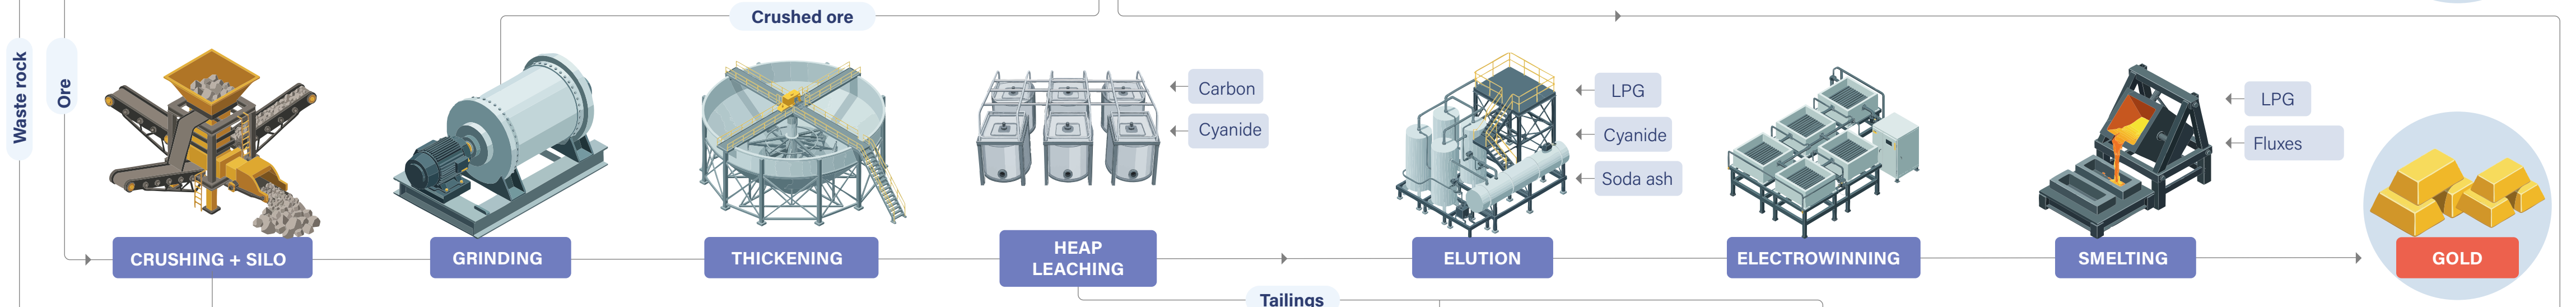 Crushed ore
Waste rock
Ore
Carbon
Cyanide
LPG
Cyanide
Soda ash
LPG
Fluxes
CRUSHING + SILO
GRINDING
THICKENING
HEAP
LEACHING
ELUTION
ELECTROWINNING
SMELTING
GOLD
Tailings